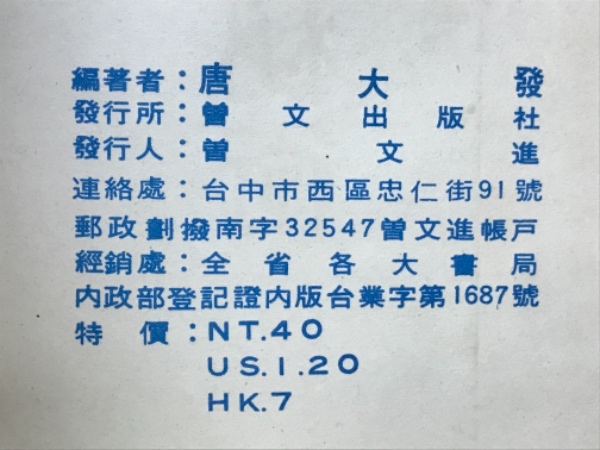 編著者：唐大發
發行所：曾文出版社
發行人：曾文進
連絡處：台中市西區忠仁街91號
郵政劃撥南字32547曾文進帳戶
經銷處：全省各大書局
内政部登記證内版台業字第1687號
特價：NT.40
US.1.20
HK.7